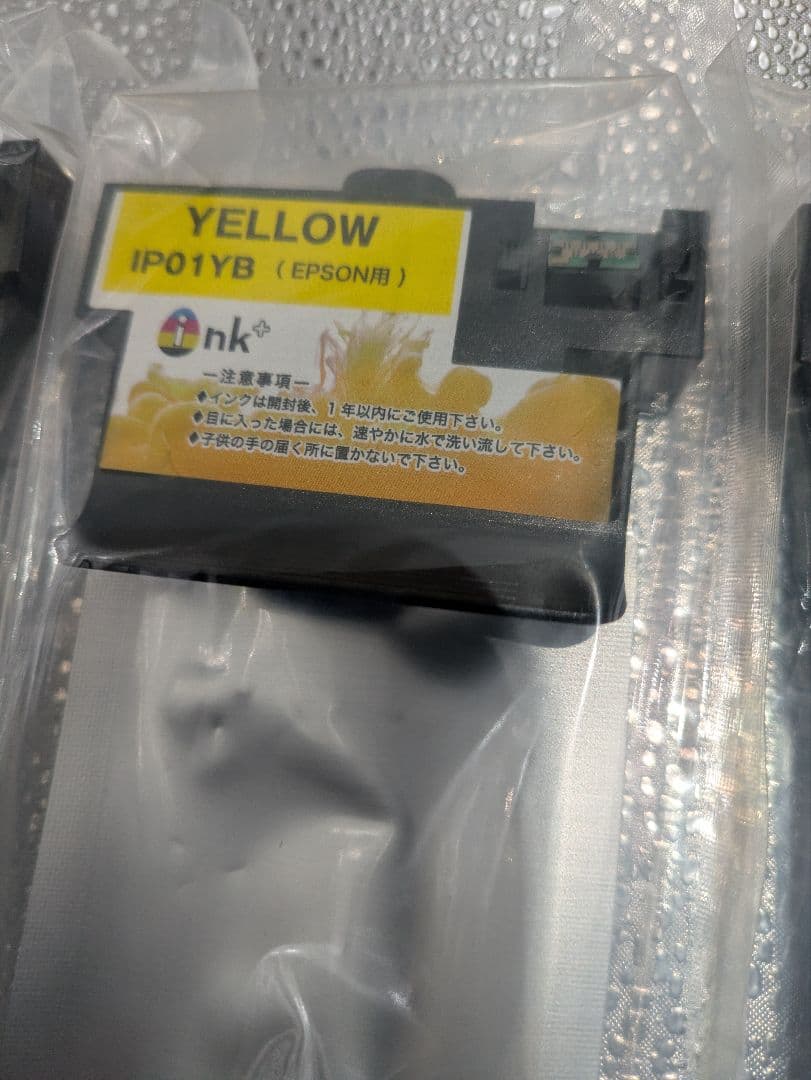 YELLOW
IP01YB （EPSON用）
ink+
ー注意事項ー
♦インクは開封後、1年以内にご使用下さい。
♦目に入った場合には、速やかに水で洗い流して下さい。
♦子供の手の届く所に置かないで下さい。